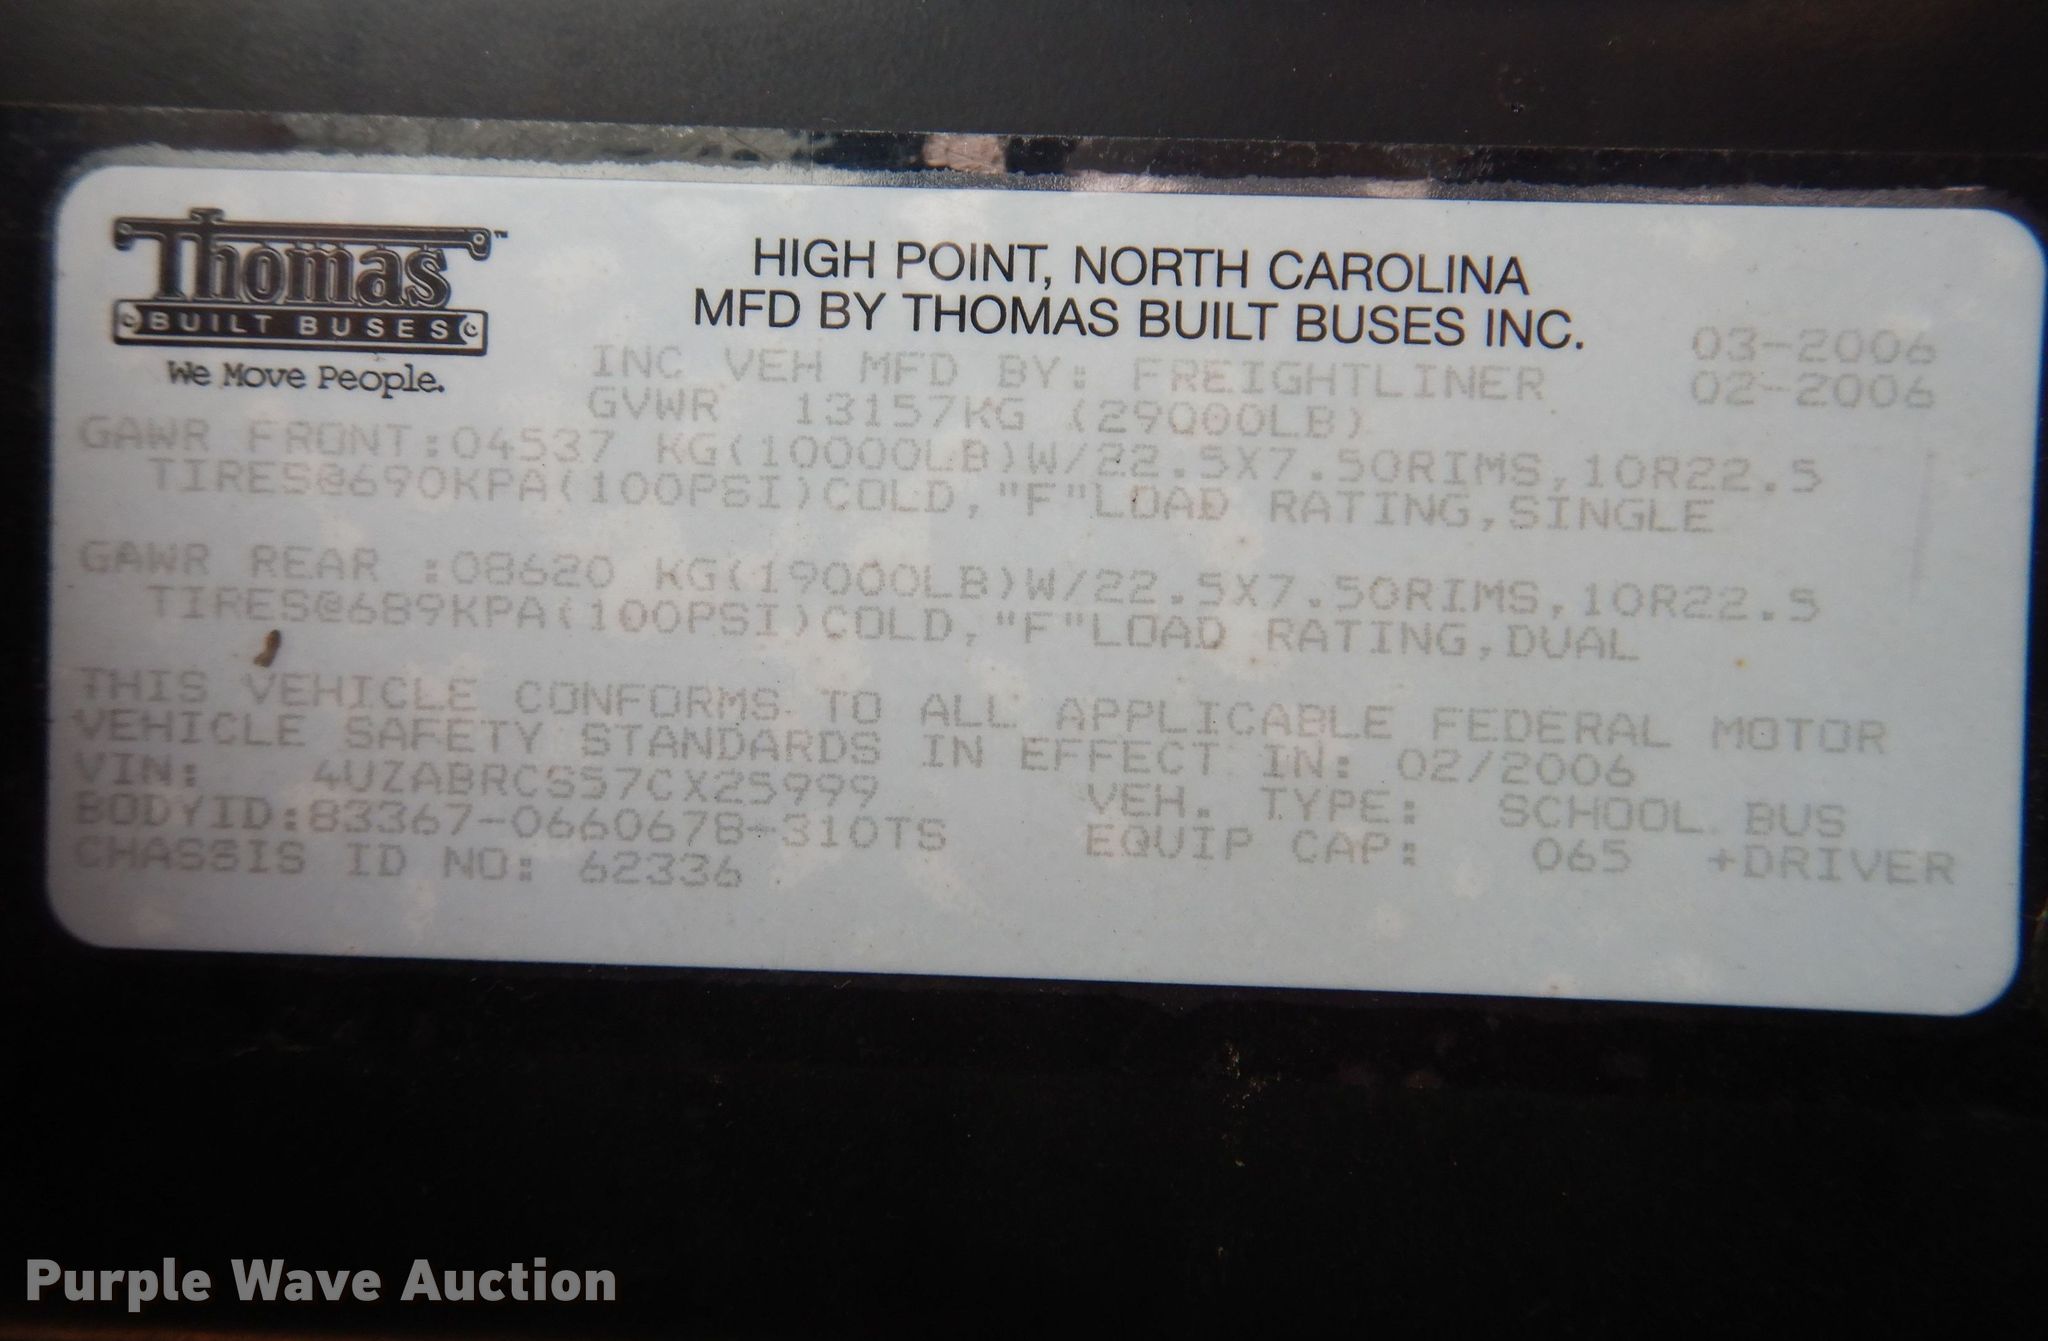 Thomas™
BUILT BUSES
We Move People.
HIGH POINT, NORTH CAROLINA
MFD BY THOMAS BUILT BUSES INC.
03-2006
INC VEH MFD BY: FREIGHTLINER 02-2006
GVWR 13157KG (29000LB)
GAWR FRONT:04537 KG(10000LB)W/22.5X7.50RIMS,10R22.5
TIRES@690KPA(100PSI)COLD,"F"LOAD RATING,SINGLE
GAWR REAR :08620 KG(19000LB)W/22.5X7.50RIMS,10R22.5
TIRES@689KPA(100PSI)COLD,"F"LOAD RATING,DUAL
THIS VEHICLE CONFORMS TO ALL APPLICABLE FEDERAL MOTOR
VEHICLE SAFETY STANDARDS IN EFFECT IN: 02/2006
VIN: 4UZABRCS57CX25999 VEH. TYPE: SCHOOL BUS
BODYID:83367-0660678-310TS EQUIP CAP: 065 +DRIVER
CHASSIS ID NO: 62336
Purple Wave Auction